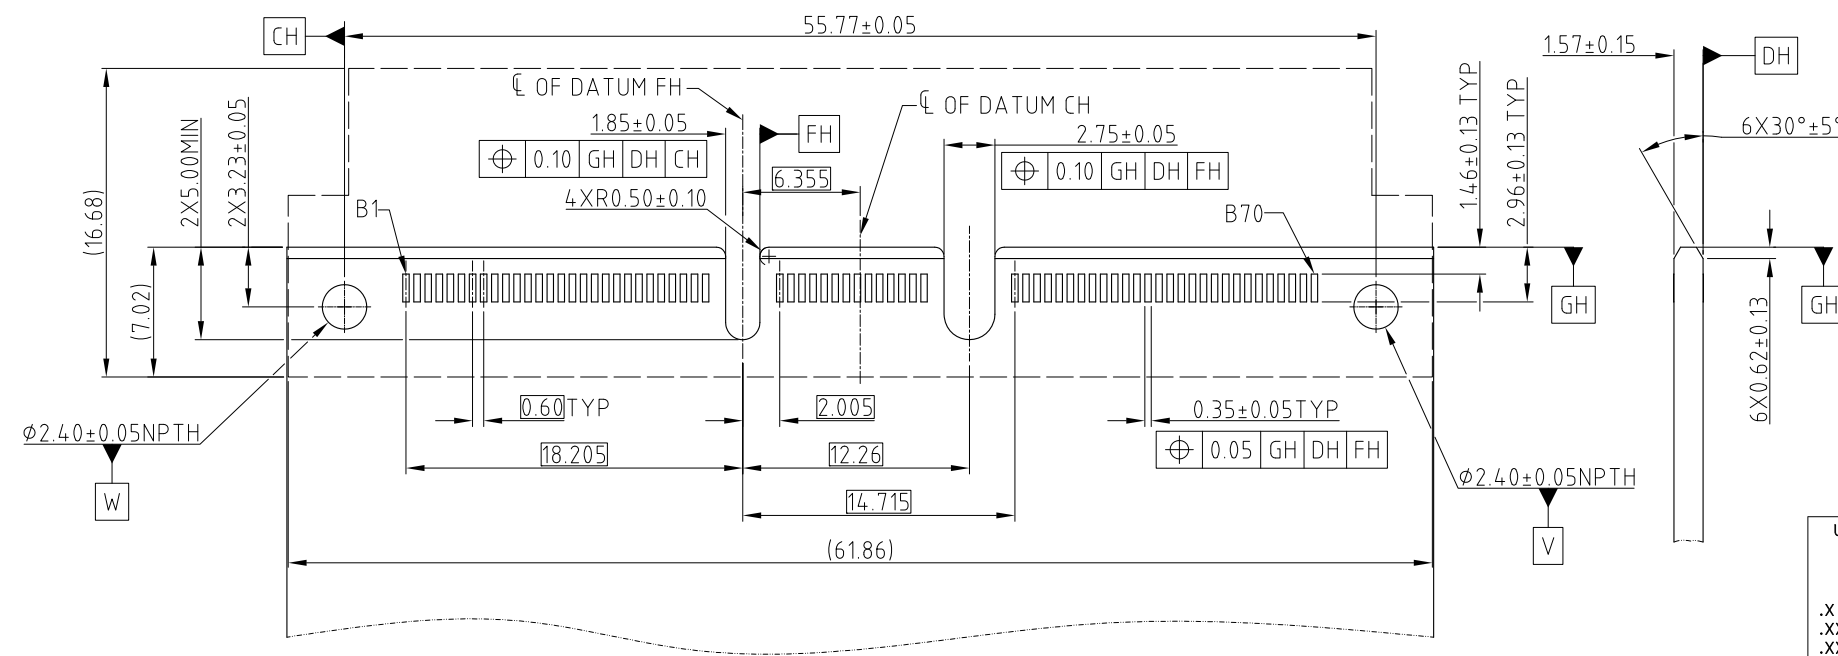 55.77±0.05
CH
1.57±0.15
DH
℄ OF DATUM FH
℄ OF DATUM CH
1.85±0.05
FH
2.75±0.05
6X30°±5°
⌖ 0.10 GH DH CH
⌖ 0.10 GH DH FH
6.355
4XR0.50±0.10
B1
B70
2X5.00MIN
2X3.23±0.05
(16.68)
(7.02)
1.46±0.13 TYP
2.96±0.13 TYP
GH
GH
6X0.62±0.13
0.60 TYP
2.005
0.35±0.05TYP
⌀2.40±0.05NPTH
W
18.205
12.26
⌖ 0.05 GH DH FH
⌀2.40±0.05NPTH
V
14.715
(61.86)
.X
.XX